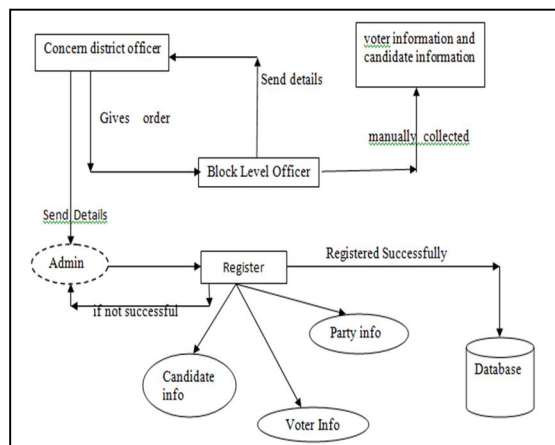 Concern district officer
voter information and
candidate information
Send details
Gives order
manually collected
Block Level Officer
Send Details
Admin
Register
Registered Successfully
if not successful
Party info
Candidate
info
Voter Info
Database